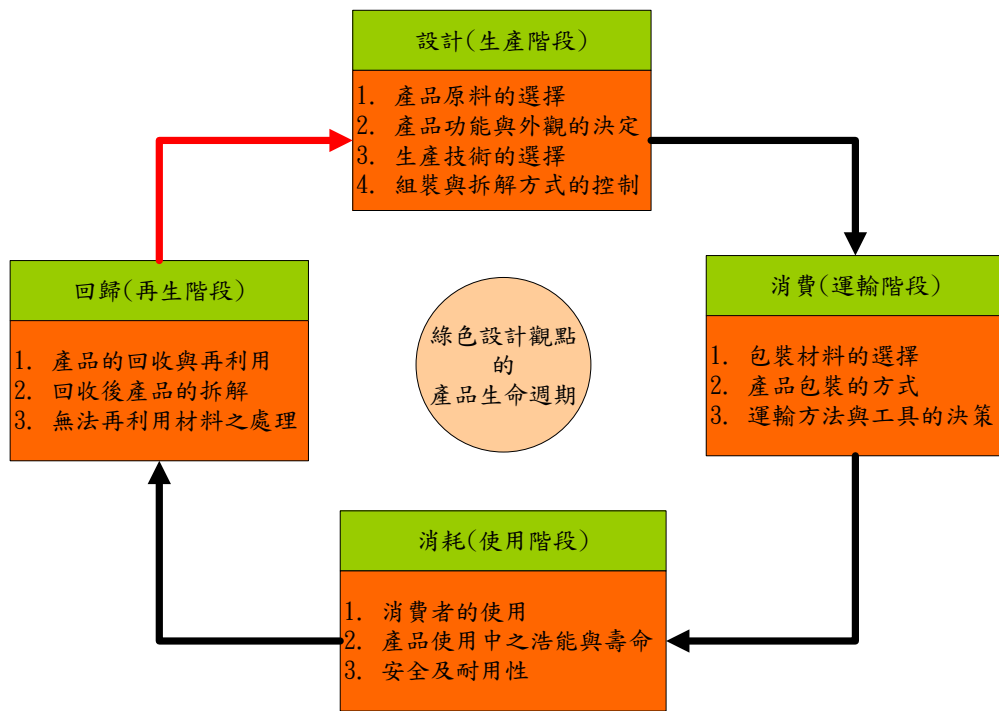 設計(生產階段)
1. 產品原料的選擇
2. 產品功能與外觀的決定
3. 生產技術的選擇
4. 組裝與拆解方式的控制
消費(運輸階段)
1. 包裝材料的選擇
2. 產品包裝的方式
3. 運輸方法與工具的決策
消耗(使用階段)
1. 消費者的使用
2. 產品使用中之浩能與壽命
3. 安全及耐用性
回歸(再生階段)
1. 產品的回收與再利用
2. 回收後產品的拆解
3. 無法再利用材料之處理
綠色設計觀點
的
產品生命週期